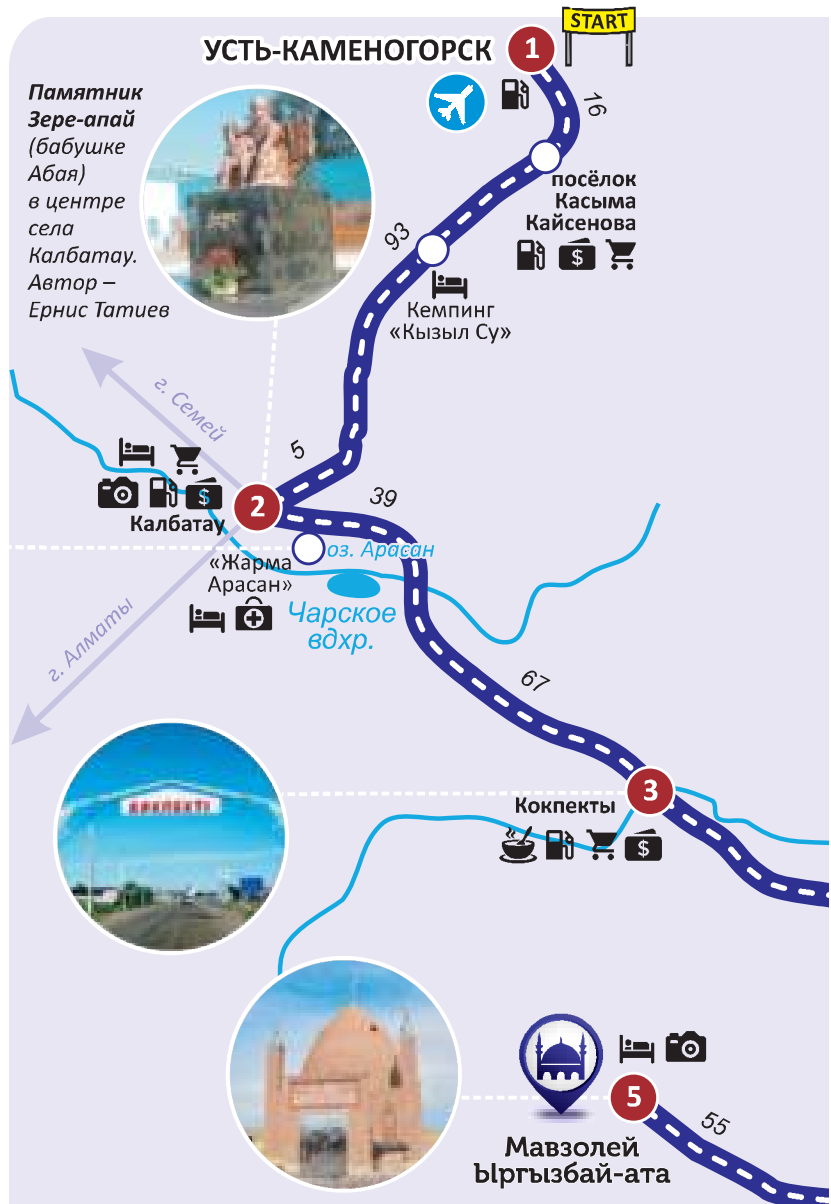 START
УСТЬ-КАМЕНОГОРСК
1
16
Памятник
Зере-апай
(бабушке
Абая)
в центре
села
Калбатау.
Автор –
Ернис Татиев
посёлок
Касыма
Кайсенова
$
93
Кемпинг
«Кызыл Су»
г. Семей
5
$
2
Калбатау
39
«Жарма
Арасан»
оз. Арасан
Чарское
вдхр.
г. Алматы
67
3
Кокпекты
$
5
55
Мавзолей
Ыргызбай-ата